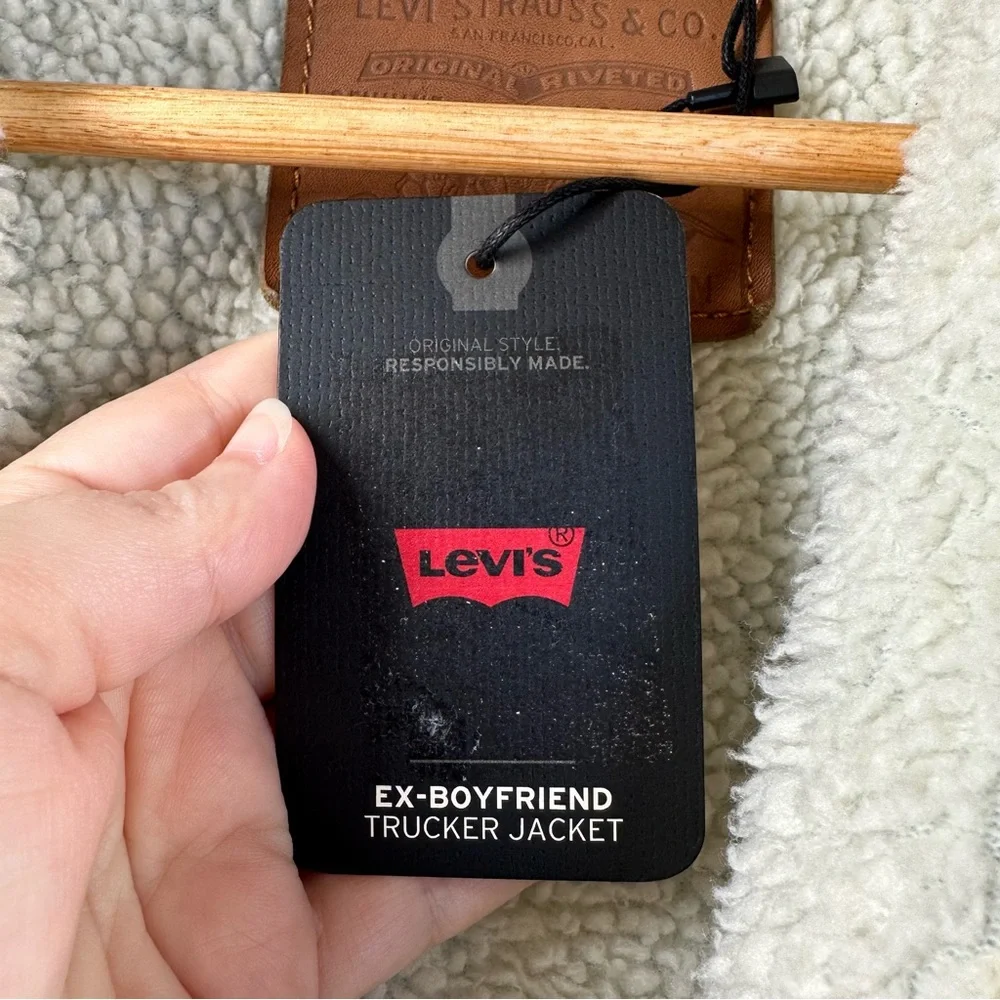 LEVI STRAUSS & CO.
SAN FRANCISCO, CAL.
ORIGINAL RIVETED
ORIGINAL STYLE.
RESPONSIBLY MADE.
LEVI'S®
EX-BOYFRIEND
TRUCKER JACKET